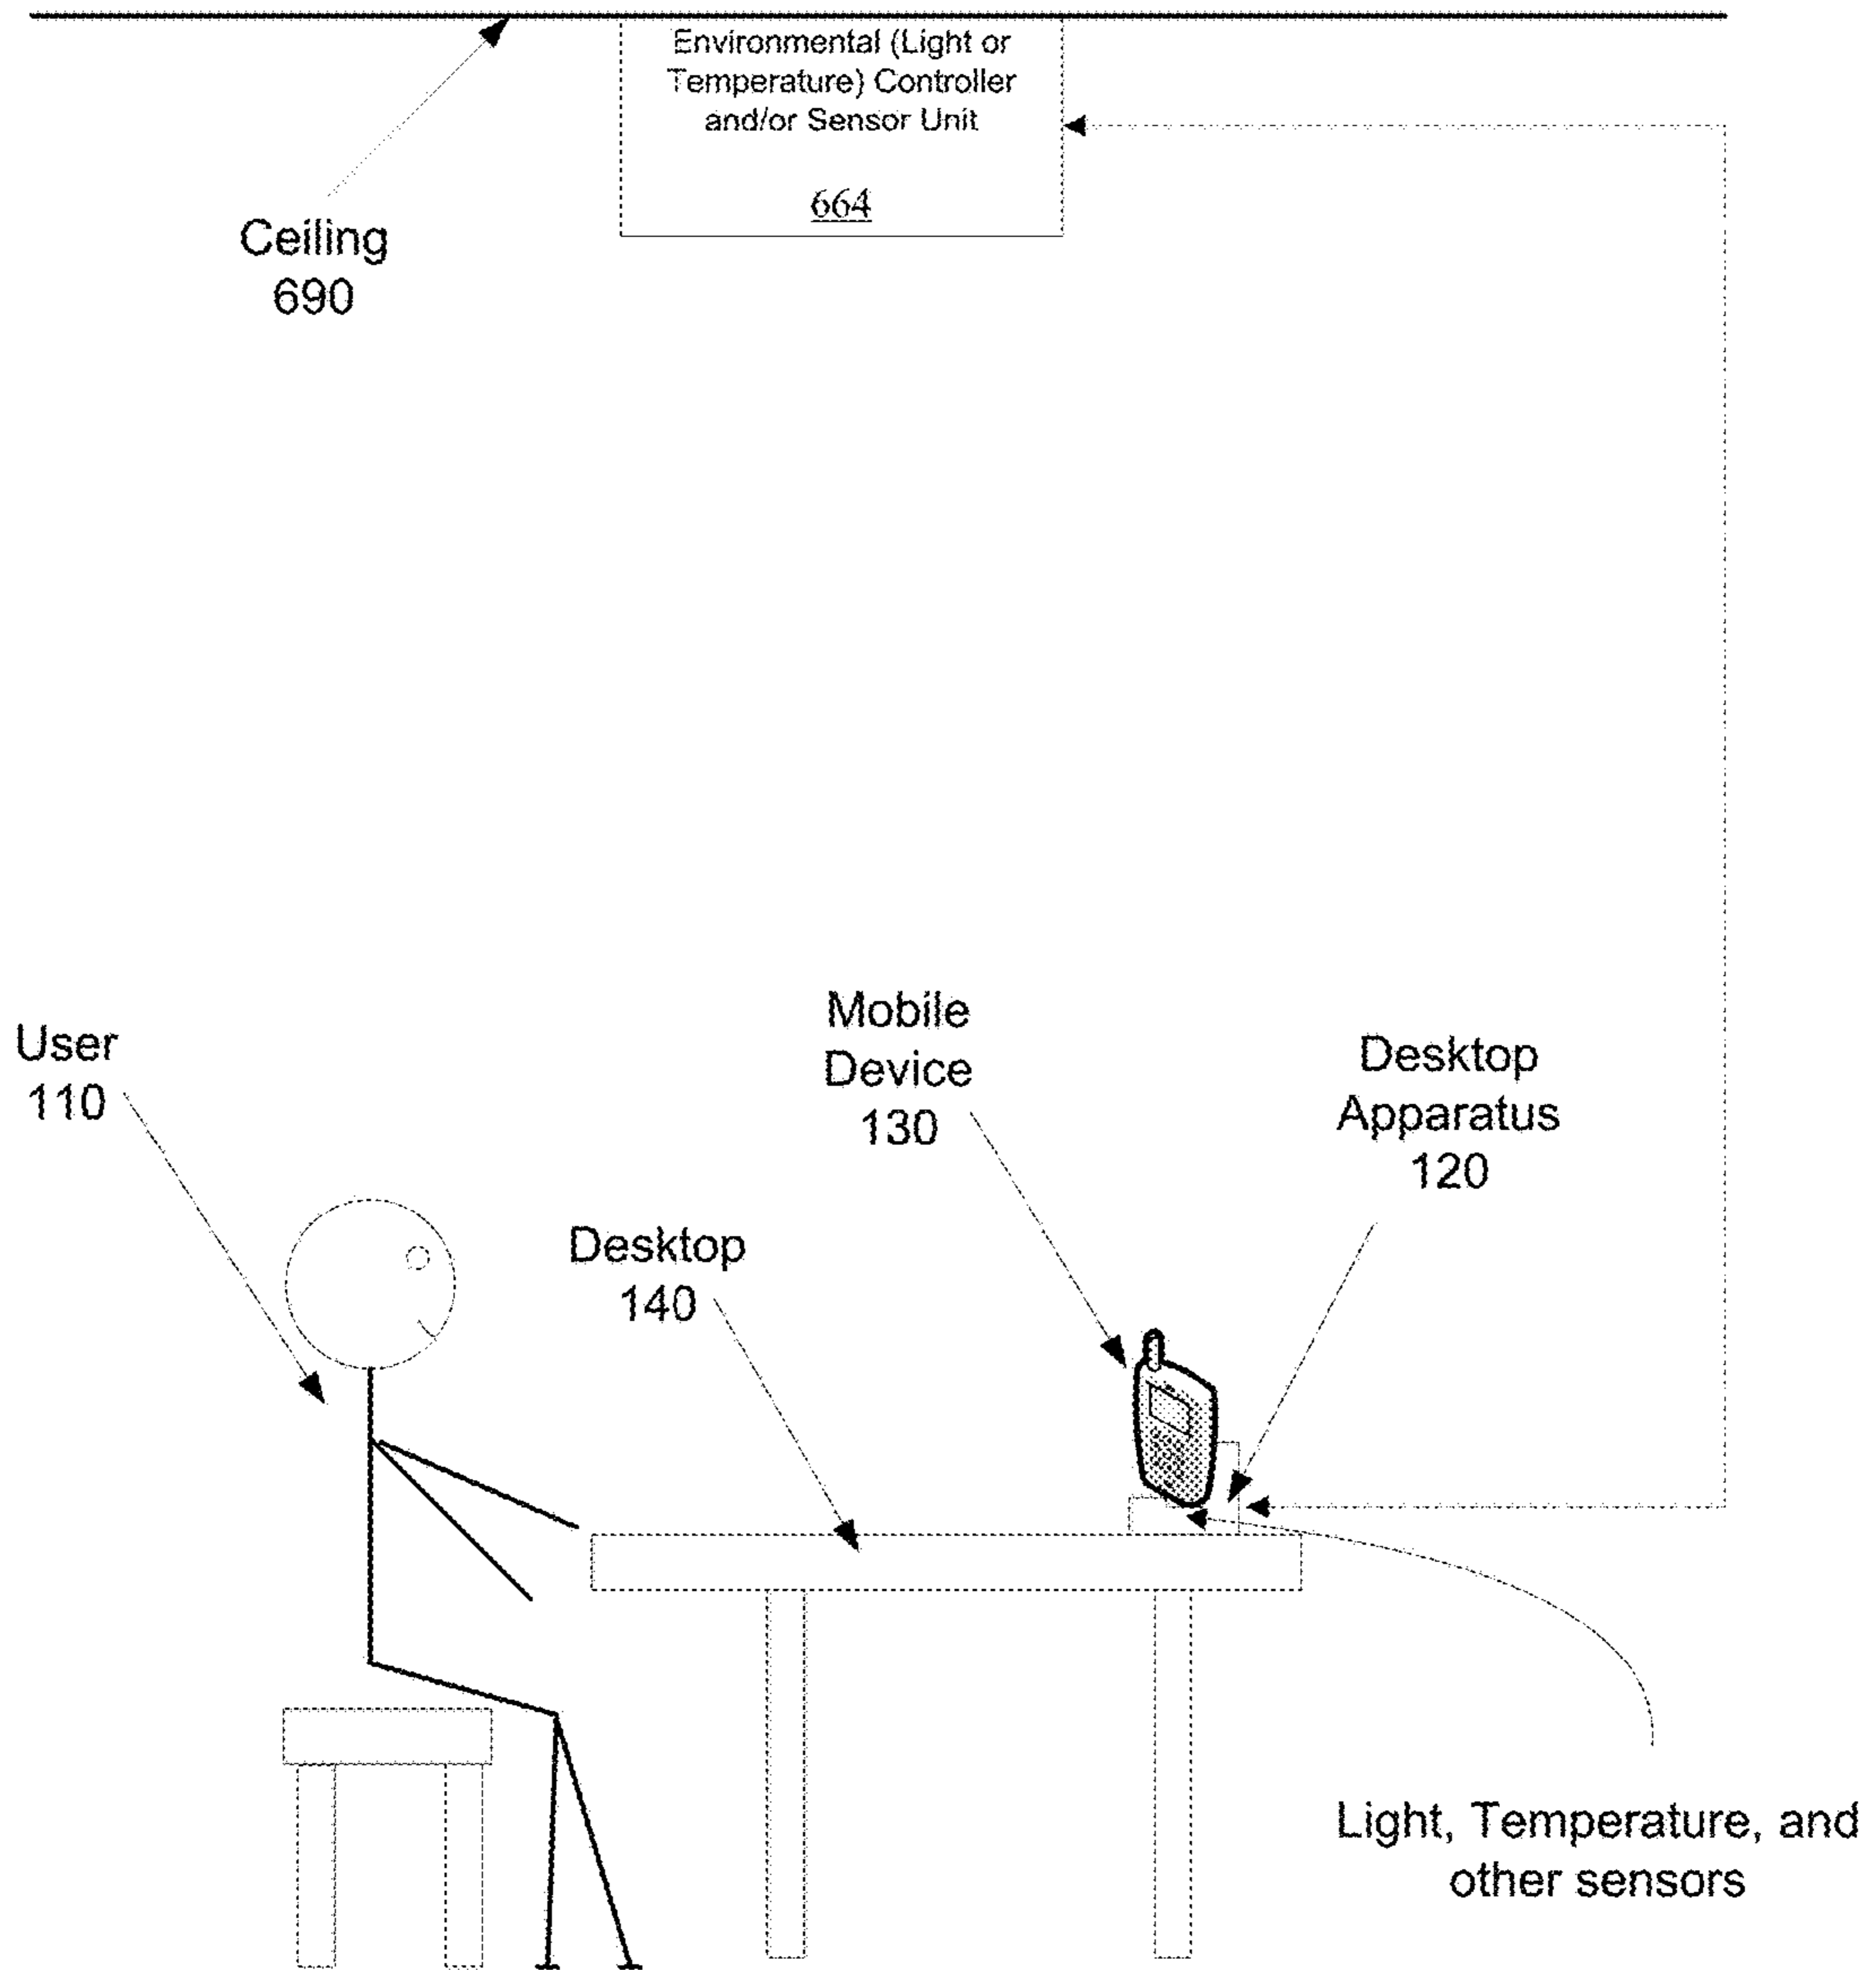 Environmental (Light or
Temperature) Controller
and/or Sensor Unit
664
Ceiling
690
User
110
Mobile
Device
130
Desktop
Apparatus
120
Desktop
140
Light, Temperature, and
other sensors